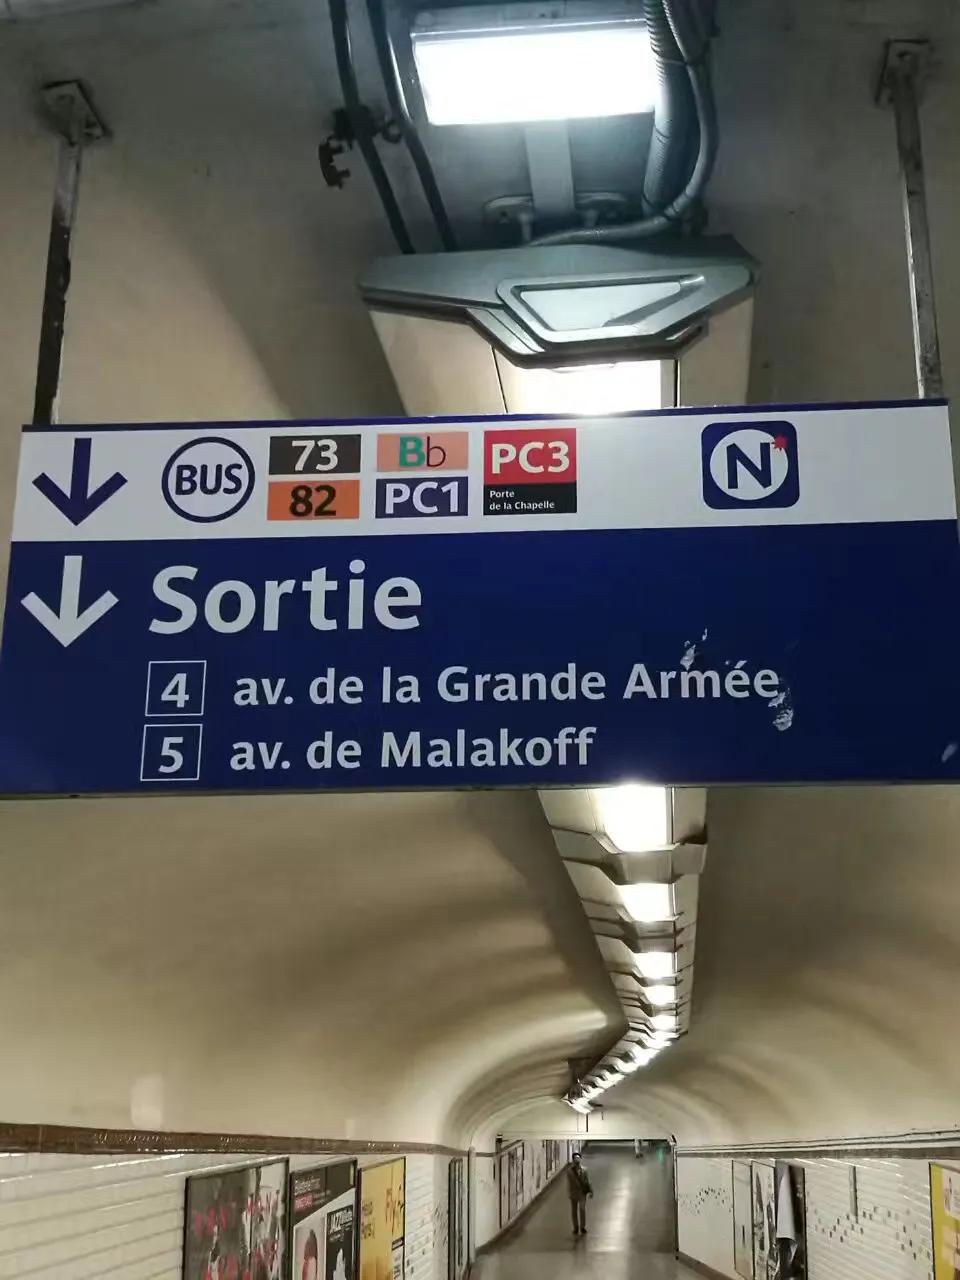 BUS 73 Bb PC3 N
82 PC1 Porte
de la Chapelle
Sortie
4 av. de la Grande Armée
5 av. de Malakoff